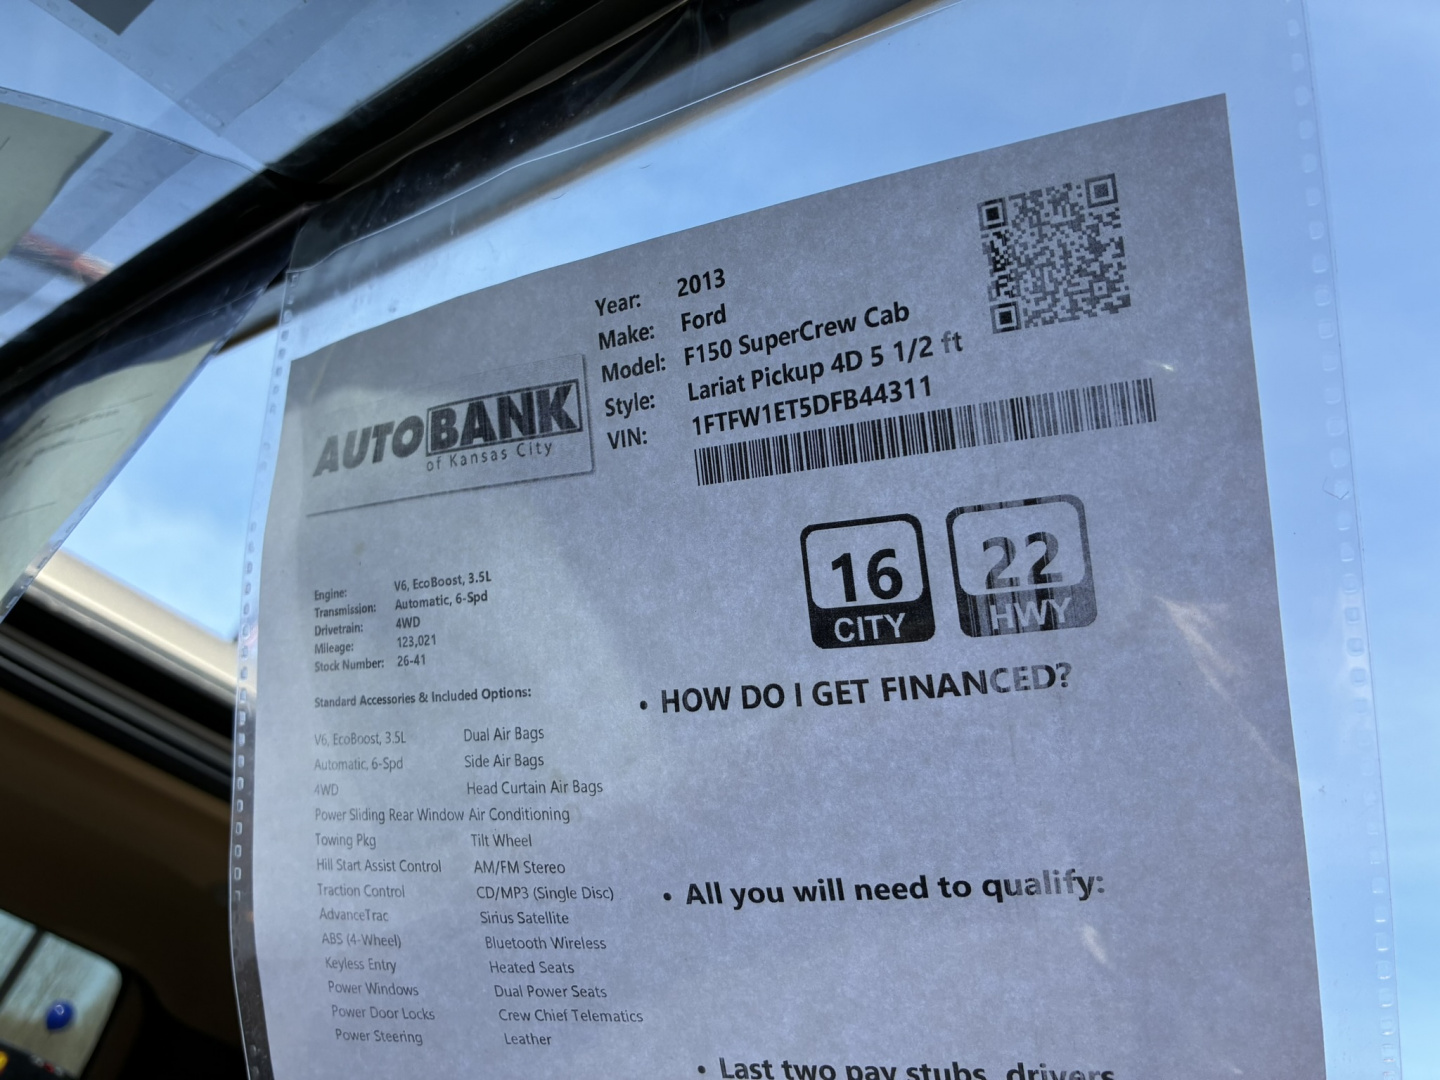 Year: 2013
Make: Ford
Model: F150 SuperCrew Cab
Style: Lariat Pickup 4D 5 1/2 ft
VIN: 1FTFW1ET5DFB44311
AUTOBANK
of Kansas City
16
CITY
22
HWY
Engine: V6, EcoBoost, 3.5L
Transmission: Automatic, 6-Spd
Drivetrain: 4WD
Mileage: 123,021
Stock Number: 26-41
Standard Accessories & Included Options:
V6, EcoBoost, 3.5L
Automatic, 6-Spd
4WD
Power Sliding Rear Window
Towing Pkg
Hill Start Assist Control
Traction Control
AdvanceTrac
ABS (4-Wheel)
Keyless Entry
Power Windows
Power Door Locks
Power Steering
Dual Air Bags
Side Air Bags
Head Curtain Air Bags
Air Conditioning
Tilt Wheel
AM/FM Stereo
CD/MP3 (Single Disc)
Sirius Satellite
Bluetooth Wireless
Heated Seats
Dual Power Seats
Crew Chief Telematics
Leather
• HOW DO I GET FINANCED?
• All you will need to qualify:
• Last two pay stubs, drivers